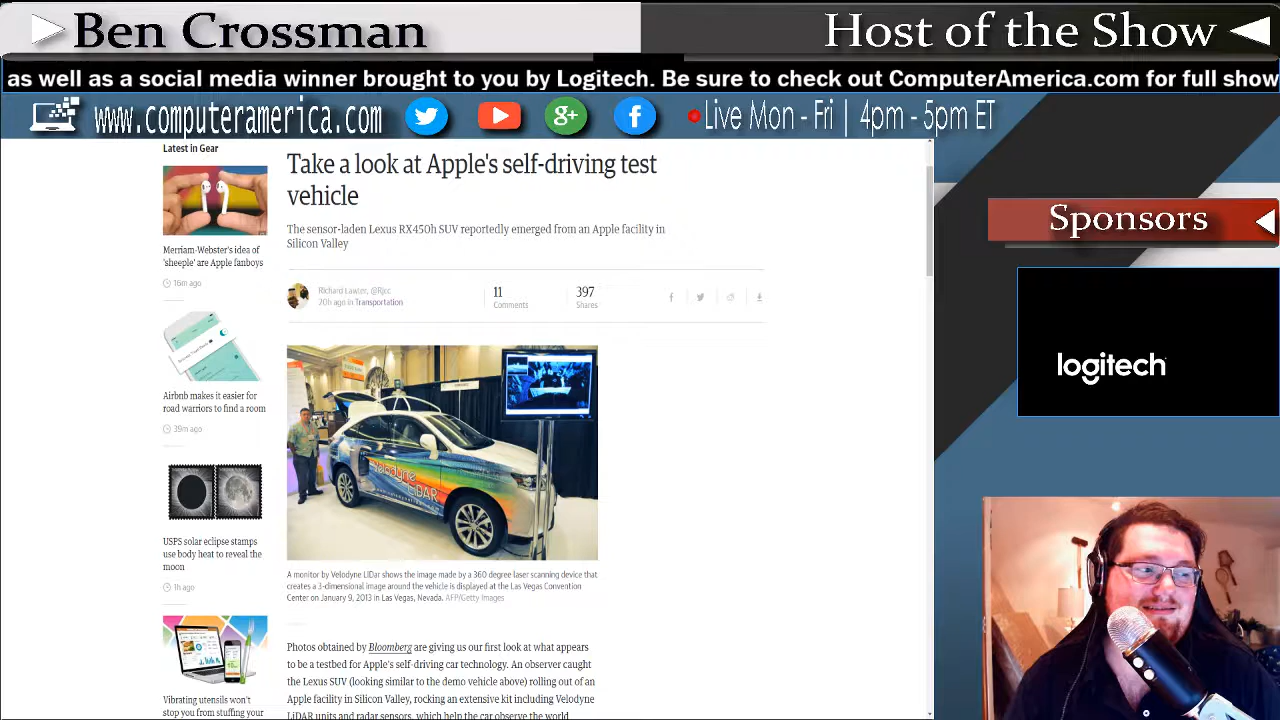 Ben Crossman
Host of the Show
as well as a social media winner brought to you by Logitech. Be sure to check out ComputerAmerica.com for full show
www.computeramerica.com
Live Mon - Fri | 4pm - 5pm ET
Latest in Gear
Merriam-Webster's idea of
'sheeple' are Apple fanboys
16m ago
Airbnb makes it easier for
road warriors to find a room
39m ago
USPS solar eclipse stamps
use body heat to reveal the
moon
1h ago
Vibrating utensils won't
stop you from stuffing your
Take a look at Apple's self-driving test
vehicle
The sensor-laden Lexus RX450h SUV reportedly emerged from an Apple facility in
Silicon Valley
Richard Lawler, @Rjcc
20h ago in Transportation
11
Comments
397
Shares
Velodyne
LiDAR
A monitor by Velodyne LIDar shows the image made by a 360 degree laser scanning device that
creates a 3-dimensional image around the vehicle is displayed at the Las Vegas Convention
Center on January 9, 2013 in Las Vegas, Nevada. AFP/Getty Images
Photos obtained by Bloomberg are giving us our first look at what appears
to be a testbed for Apple's self-driving car technology. An observer caught
the Lexus SUV (looking similar to the demo vehicle above) rolling out of an
Apple facility in Silicon Valley, rocking an extensive kit including Velodyne
LiDAR units and radar sensors, which help the car observe the world
Sponsors
logitech